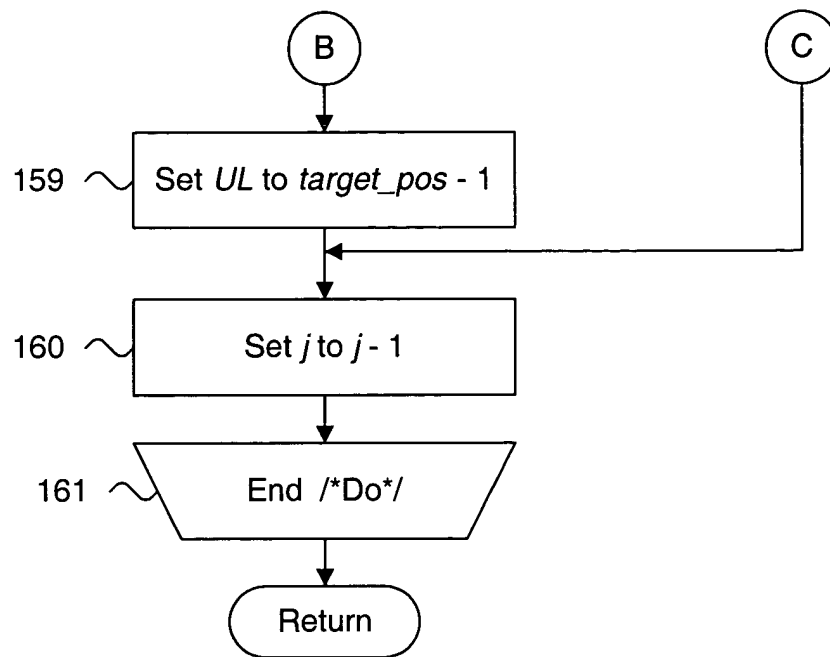 B
C
159
Set UL to target_pos - 1
160
Set j to j - 1
161
End /*Do*/
Return